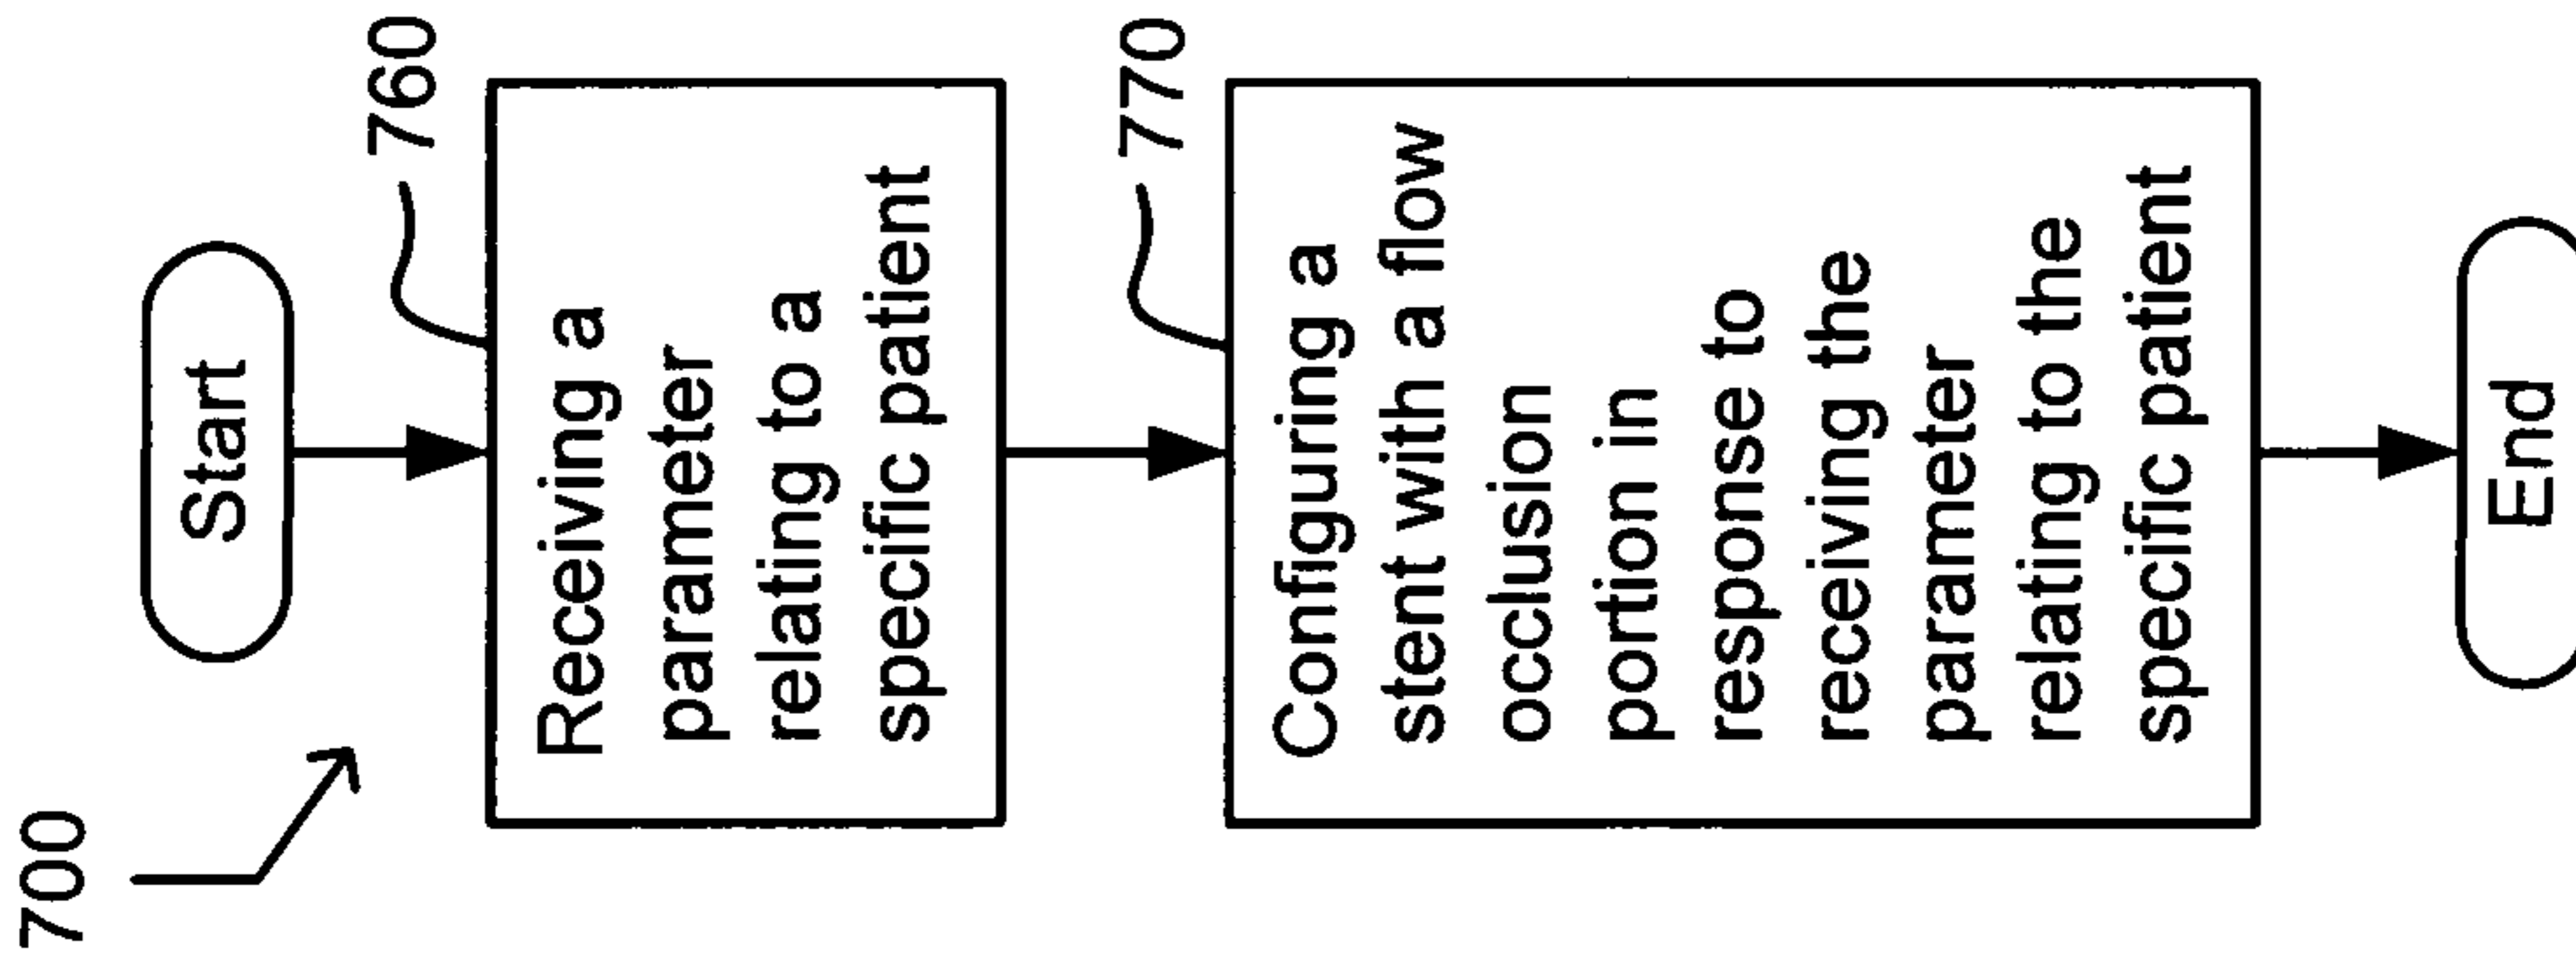 700
Start
760
Receiving a
parameter
relating to a
specific patient
770
Configuring a
stent with a flow
occlusion
portion in
response to
receiving the
parameter
relating to the
specific patient
End